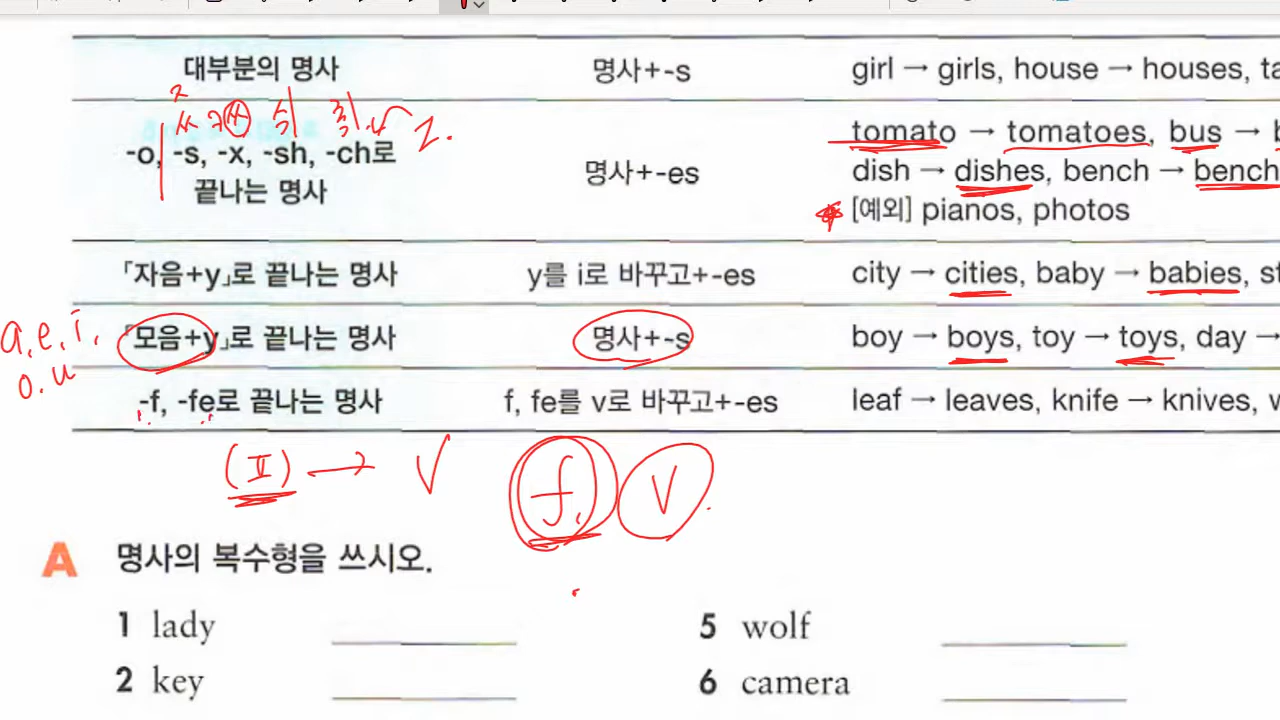 대부분의 명사 명사+-s girl → girls, house → houses, ta
-o, -s, -x, -sh, -ch로 끝나는 명사 명사+-es tomato → tomatoes, bus →
dish → dishes, bench → bench
[예외] pianos, photos
「자음+y」로 끝나는 명사 y를 i로 바꾸고+-es city → cities, baby → babies, st
a, e, i,
o. u
「모음+y」로 끝나는 명사 명사+-s boy → boys, toy → toys, day →
-f, -fe로 끝나는 명사 f, fe를 v로 바꾸고+-es leaf → leaves, knife → knives, w
(ㅍ) → V f, V
A 명사의 복수형을 쓰시오.
1 lady 5 wolf
2 key 6 camera